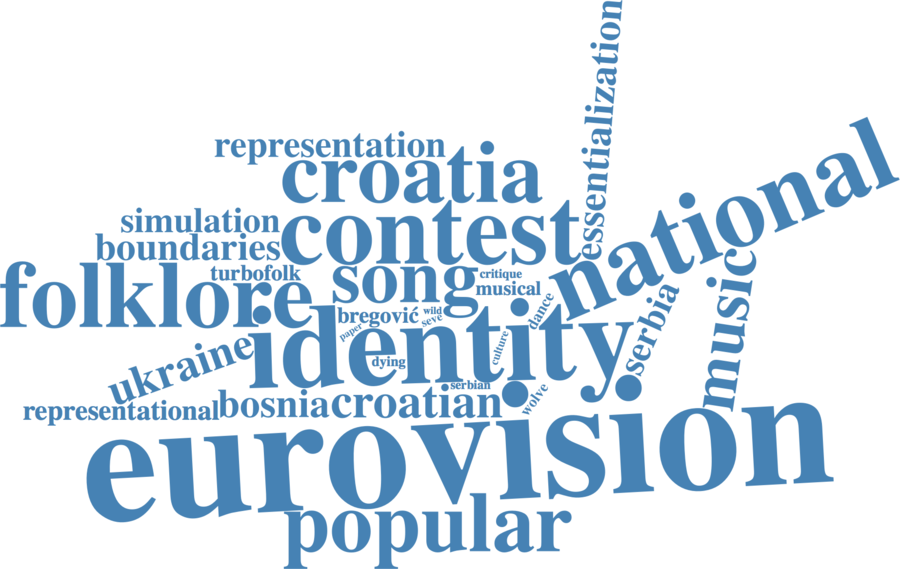 essentialization
representation
croatia
national
simulation
contest
boundaries
turbofolk
song
critique
musical
folklore
music
serbia
dance
bregović
wild
seve
paper
identity
culture
dying
ukraine
serbian
wolve
representational
bosnia
croatian
eurovision
popular